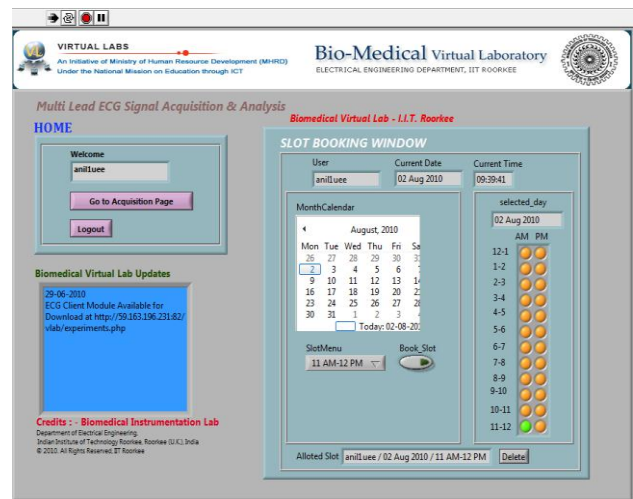 VIRTUAL LABS
An Initiative of Ministry of Human Resource Development (MHRD)
Under the National Mission on Education through ICT
Bio-Medical Virtual Laboratory
ELECTRICAL ENGINEERING DEPARTMENT, IIT ROORKEE
Multi Lead ECG Signal Acquisition & Analysis
Biomedical Virtual Lab - I.I.T. Roorkee
HOME
Welcome
anil1uee
Go to Acquisition Page
Logout
Biomedical Virtual Lab Updates
29-06-2010
ECG Client Module Available for
Download at http://59.163.196.231:82/
vlab/experiments.php
Credits : - Biomedical Instrumentation Lab
Department of Electrical Engineering,
Indian Institute of Technology Roorkee, Roorkee (U.K.), India
© 2010. All Rights Reserved, IIT Roorkee
SLOT BOOKING WINDOW
User Current Date Current Time
anil1uee 02 Aug 2010 09:39:41
MonthCalendar
August, 2010
Mon Tue Wed Thu Fri Sa
26 27 28 29 30 31
2 3 4 5 6
9 10 11 12 13 14
16 17 18 19 20 21
23 24 25 26 27 28
30 31 1 2 3 4
Today: 02-08-201
SlotMenu Book_Slot
11 AM-12 PM
selected_day
02 Aug 2010
AM PM
12-1
1-2
2-3
3-4
4-5
5-6
6-7
7-8
8-9
9-10
10-11
11-12
Alloted Slot anil1uee / 02 Aug 2010 / 11 AM-12 PM Delete